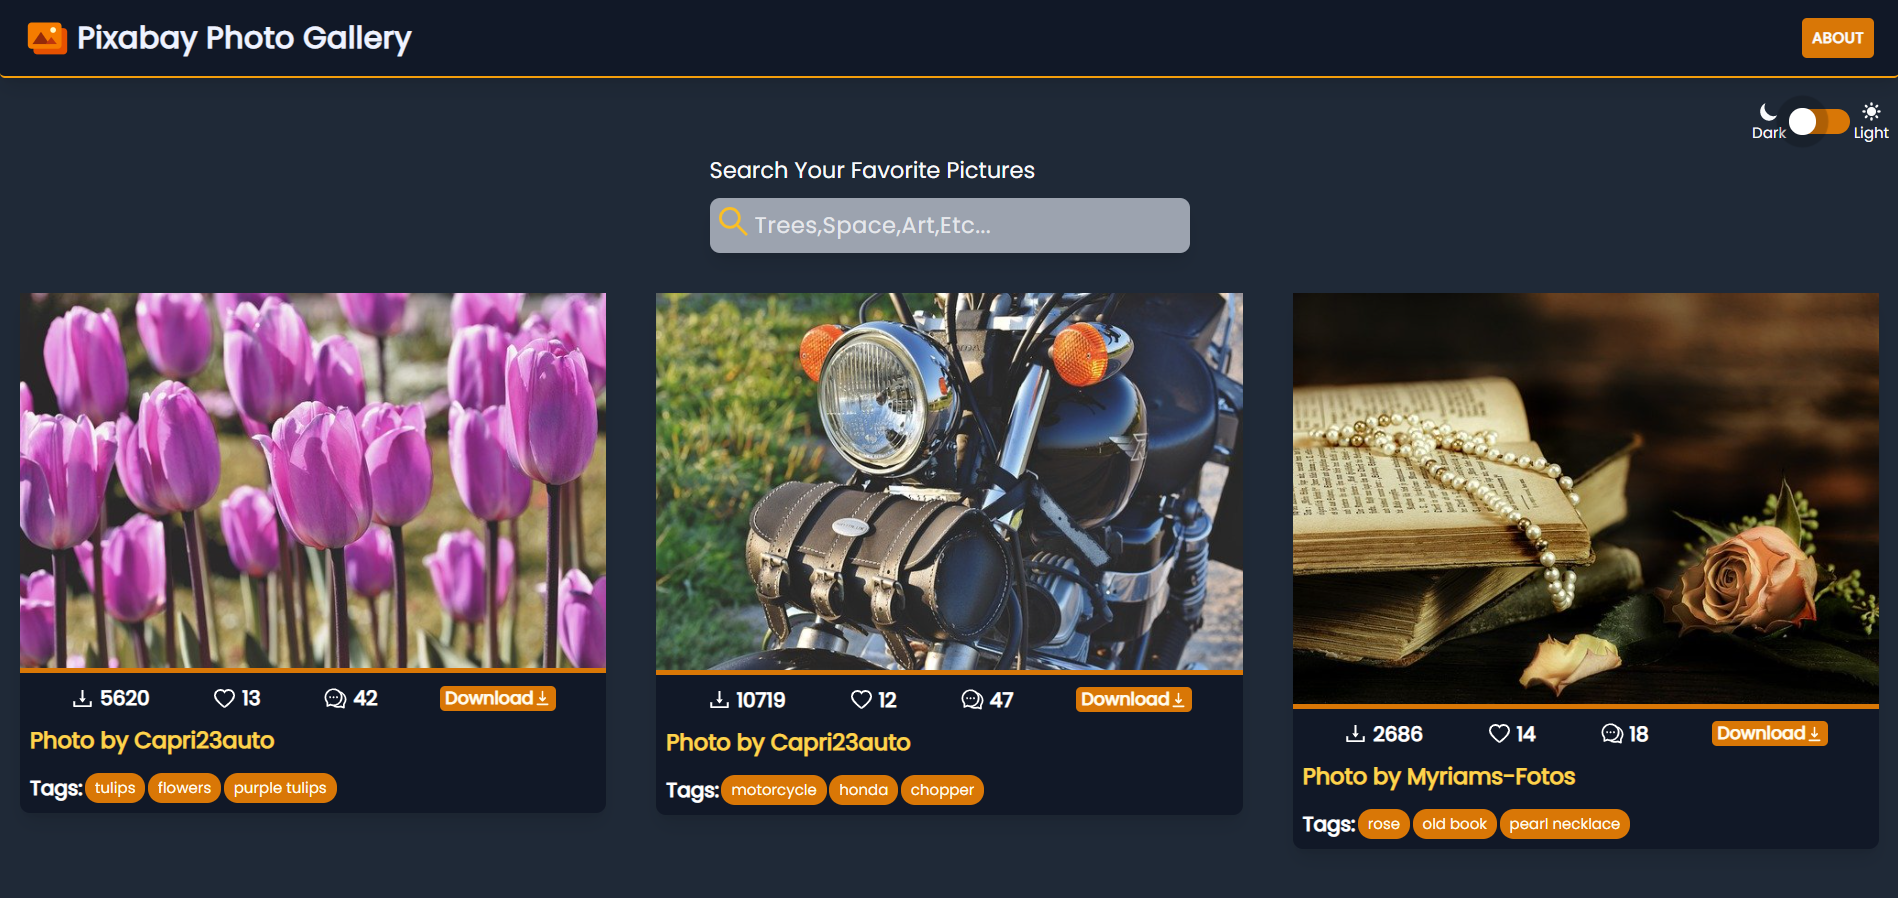 Pixabay Photo Gallery
ABOUT
Dark
Light
Search Your Favorite Pictures
Trees,Space,Art,Etc...
5620 13 42 Download
Photo by Capri23auto
Tags: tulips flowers purple tulips
10719 12 47 Download
Photo by Capri23auto
Tags: motorcycle honda chopper
2686 14 18 Download
Photo by Myriams-Fotos
Tags: rose old book pearl necklace